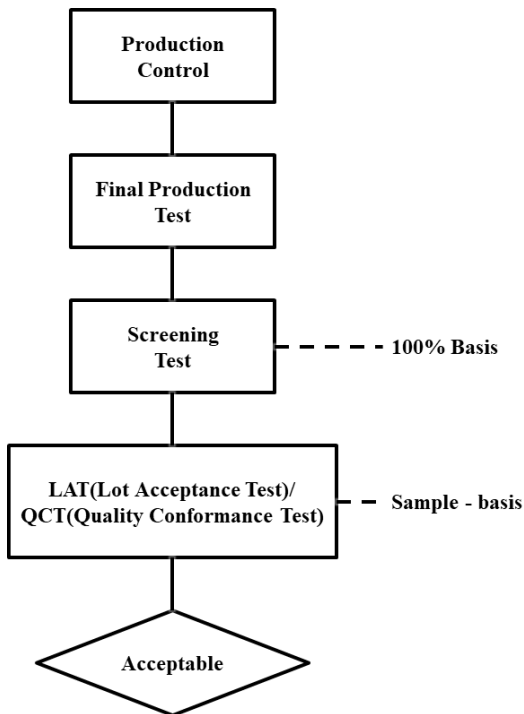 Production
Control
Final Production
Test
Screening
Test
100% Basis
LAT(Lot Acceptance Test)/
QCT(Quality Conformance Test)
Sample - basis
Acceptable